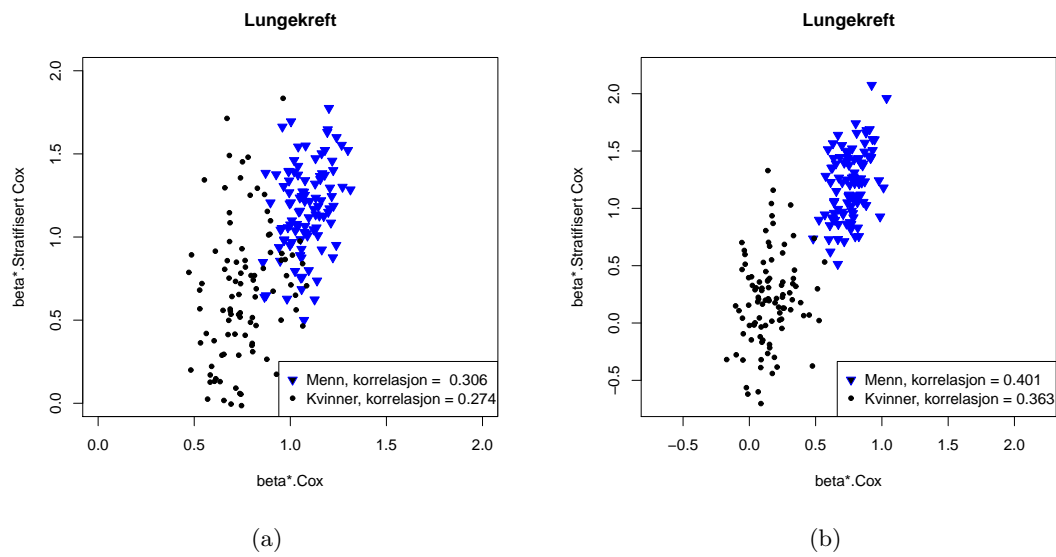 Lungekreft
beta*.Stratifisert Cox
2.0
1.5
1.0
0.5
0.0
Menn, korrelasjon = 0.306
Kvinner, korrelasjon = 0.274
0.0 0.5 1.0 1.5 2.0
beta*.Cox
(a)
Lungekreft
beta*.Stratifisert Cox
2.0
1.5
1.0
0.5
0.0
−0.5
Menn, korrelasjon = 0.401
Kvinner, korrelasjon = 0.363
−0.5 0.0 0.5 1.0 1.5 2.0
beta*.Cox
(b)